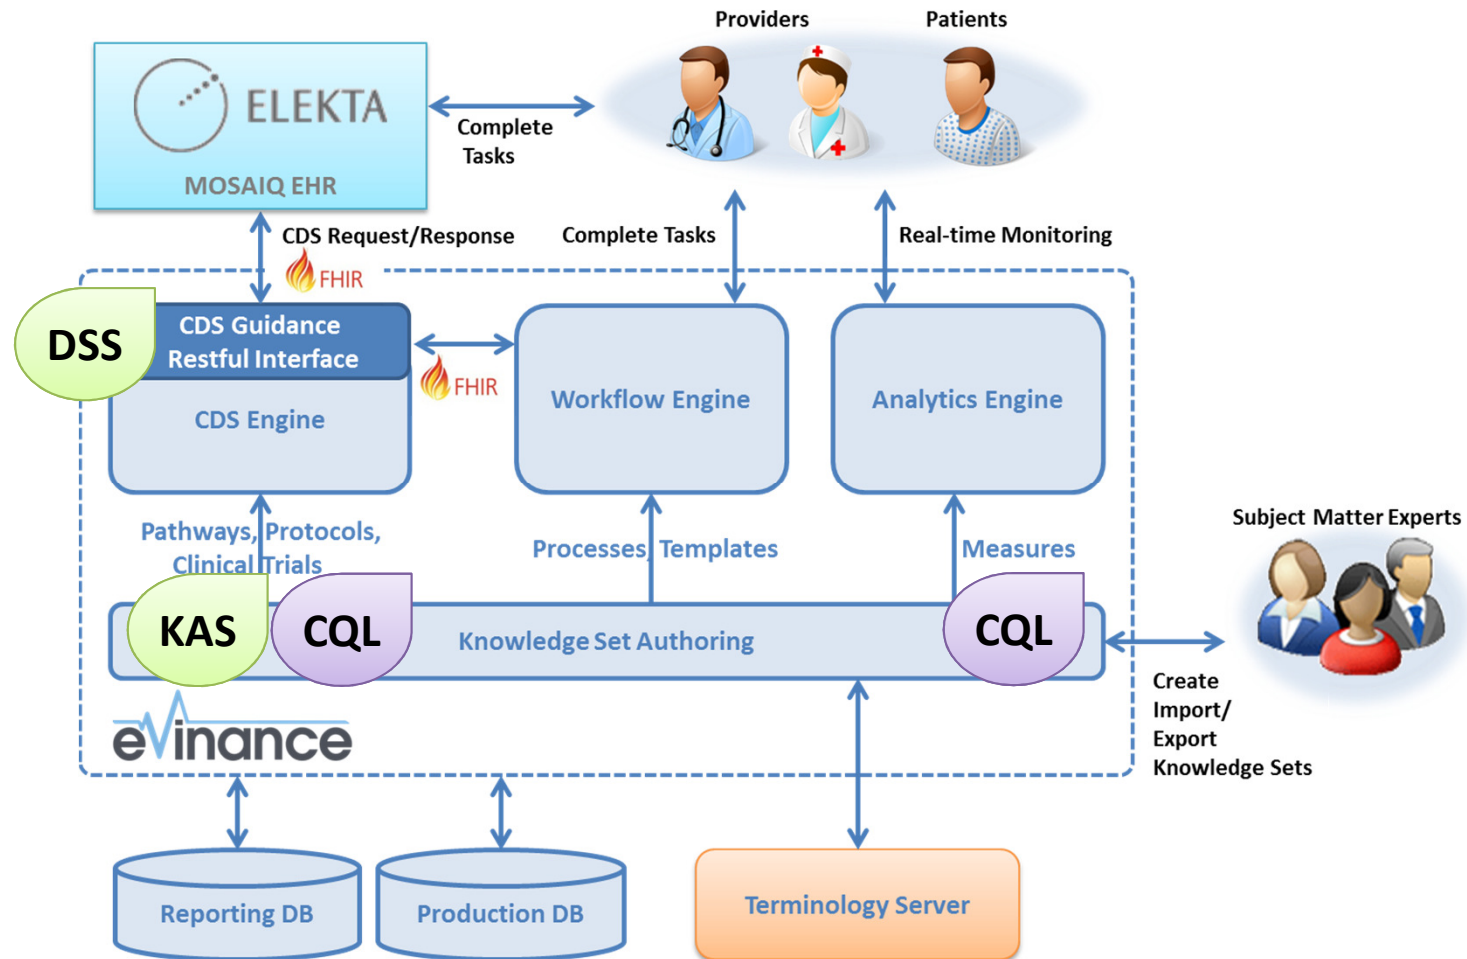 Providers
Patients
ELEKTA
MOSAIQ EHR
Complete
Tasks
CDS Request/Response
FHIR
Complete Tasks
Real-time Monitoring
DSS
CDS Guidance
Restful Interface
CDS Engine
FHIR
Workflow Engine
Analytics Engine
Pathways, Protocols,
Clinical Trials
Processes, Templates
Measures
Subject Matter Experts
KAS
CQL
Knowledge Set Authoring
CQL
Create
Import/
Export
Knowledge Sets
eVinance
Reporting DB
Production DB
Terminology Server